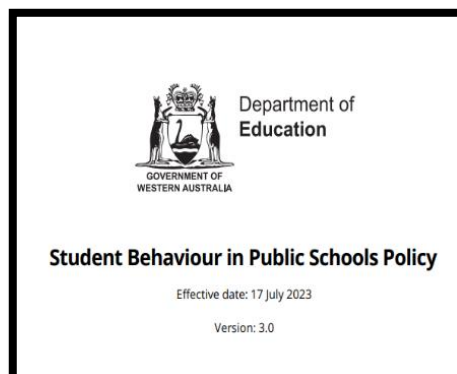 Department of
Education
GOVERNMENT OF
WESTERN AUSTRALIA
Student Behaviour in Public Schools Policy
Effective date: 17 July 2023
Version: 3.0